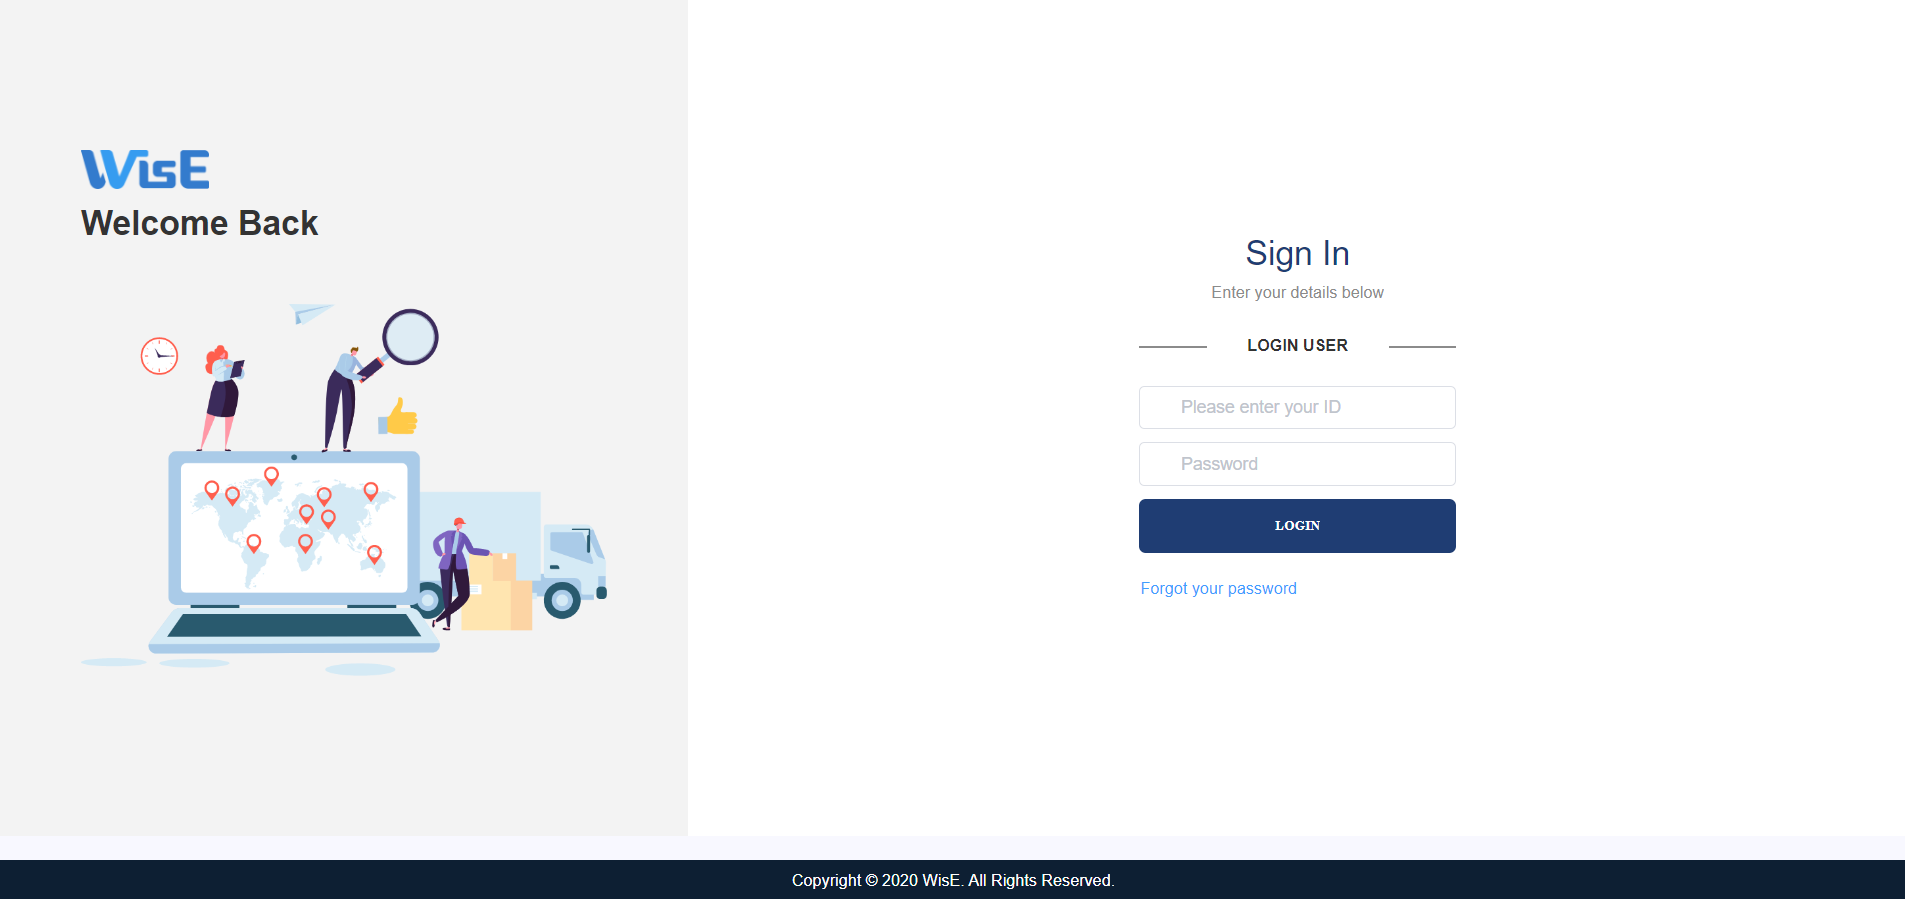 WisE
Welcome Back
Sign In
Enter your details below
LOGIN USER
Please enter your ID
Password
LOGIN
Forgot your password
Copyright © 2020 WisE. All Rights Reserved.